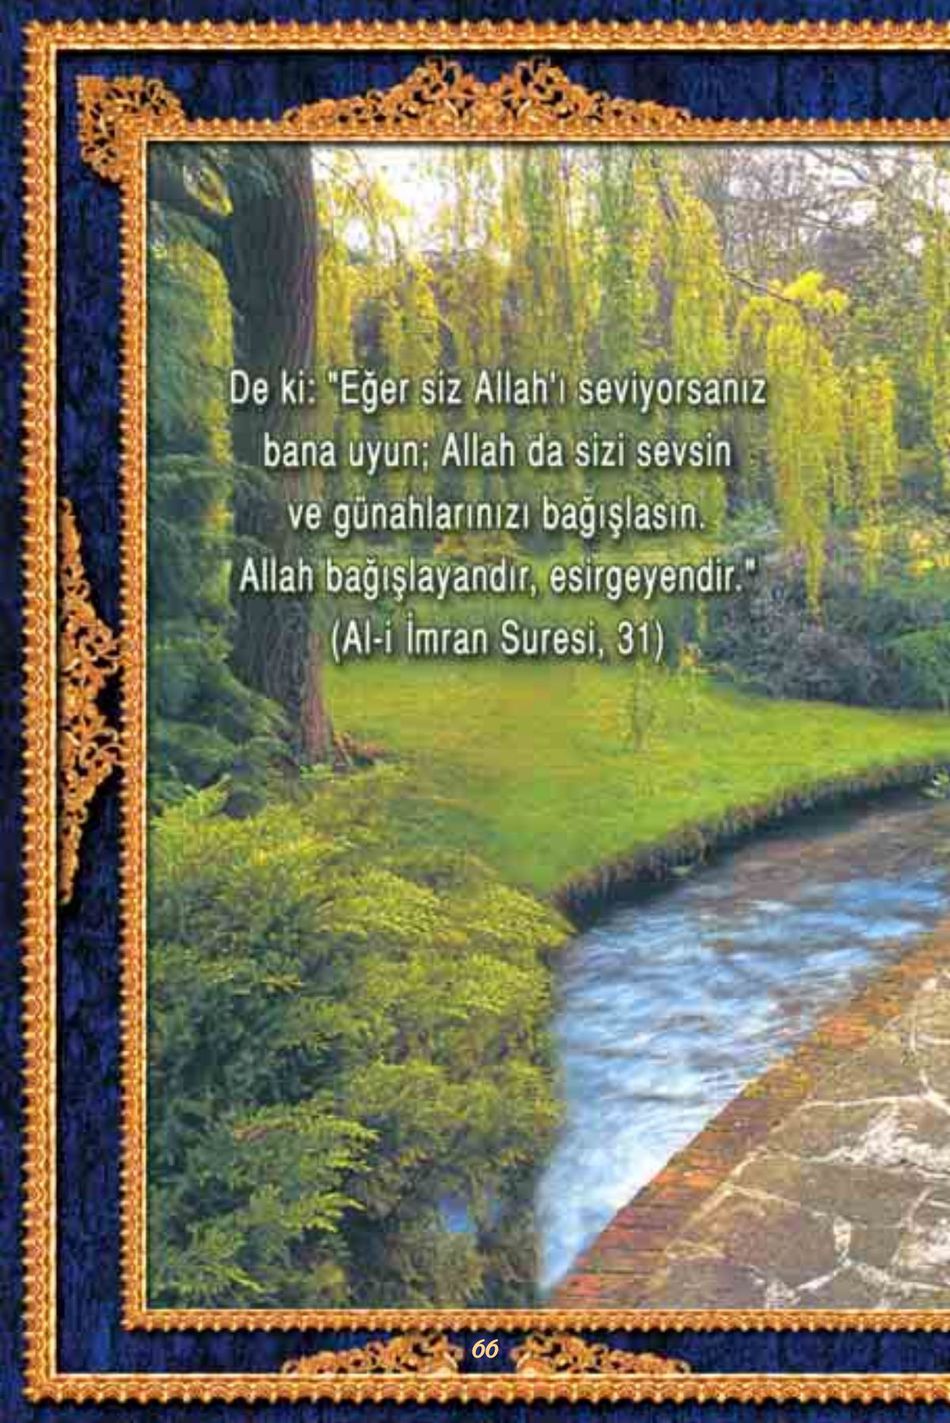 De ki: "Eğer siz Allah'ı seviyorsanız
bana uyun; Allah da sizi sevsin
ve günahlarınızı bağışlasın.
Allah bağışlayandır, esirgeyendir."
(Al-i İmran Suresi, 31)
66